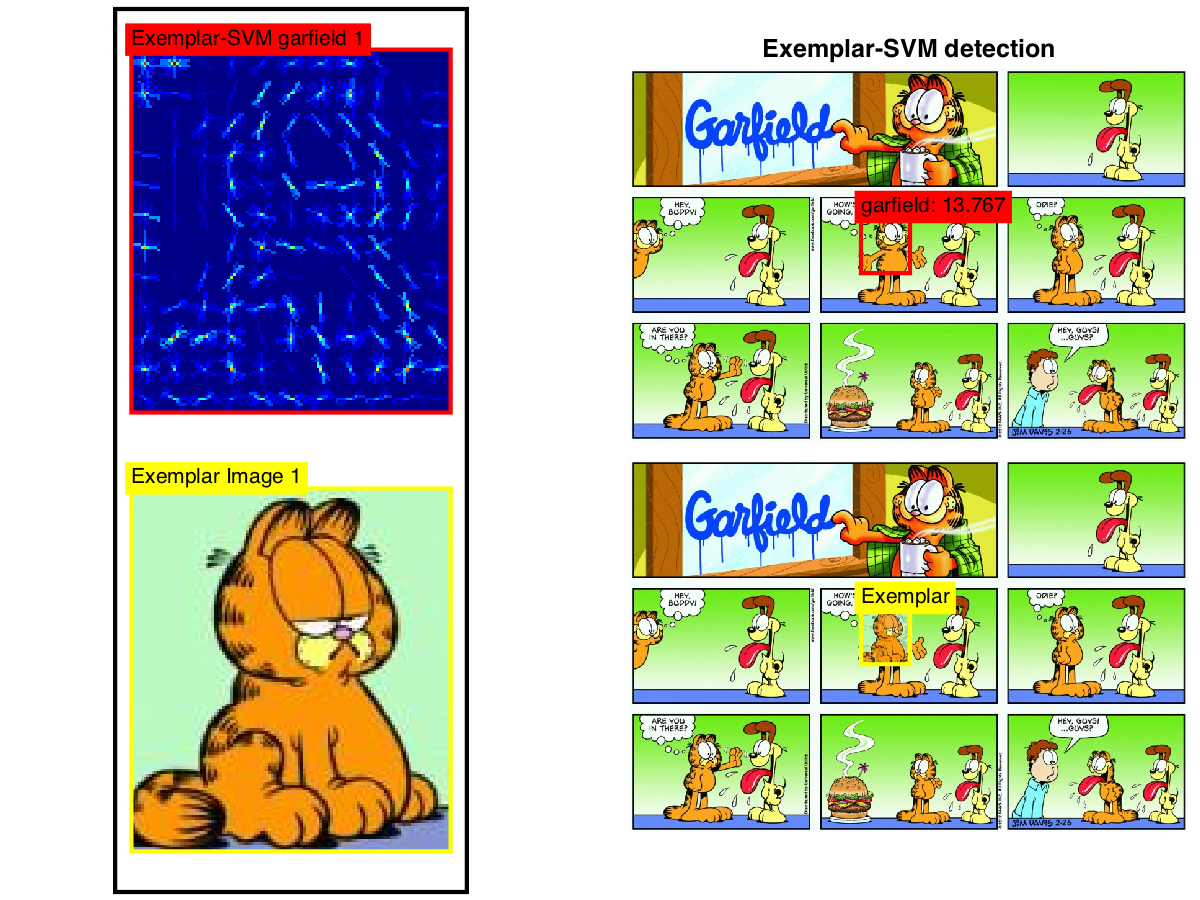 Exemplar-SVM garfield 1
Exemplar Image 1
Exemplar-SVM detection
Garfield
HEY,
BUDDY!
HOW'S
GOING,
garfield: 13.767
ODIE?
ARE YOU
IN THERE?
HEY, GUYS!
...GUYS?
JIM DAVIS 2-26
Garfield
HEY,
BUDDY!
HOW'S
GOING,
Exemplar
ODIE?
ARE YOU
IN THERE?
HEY, GUYS!
...GUYS?
JIM DAVIS 2-26